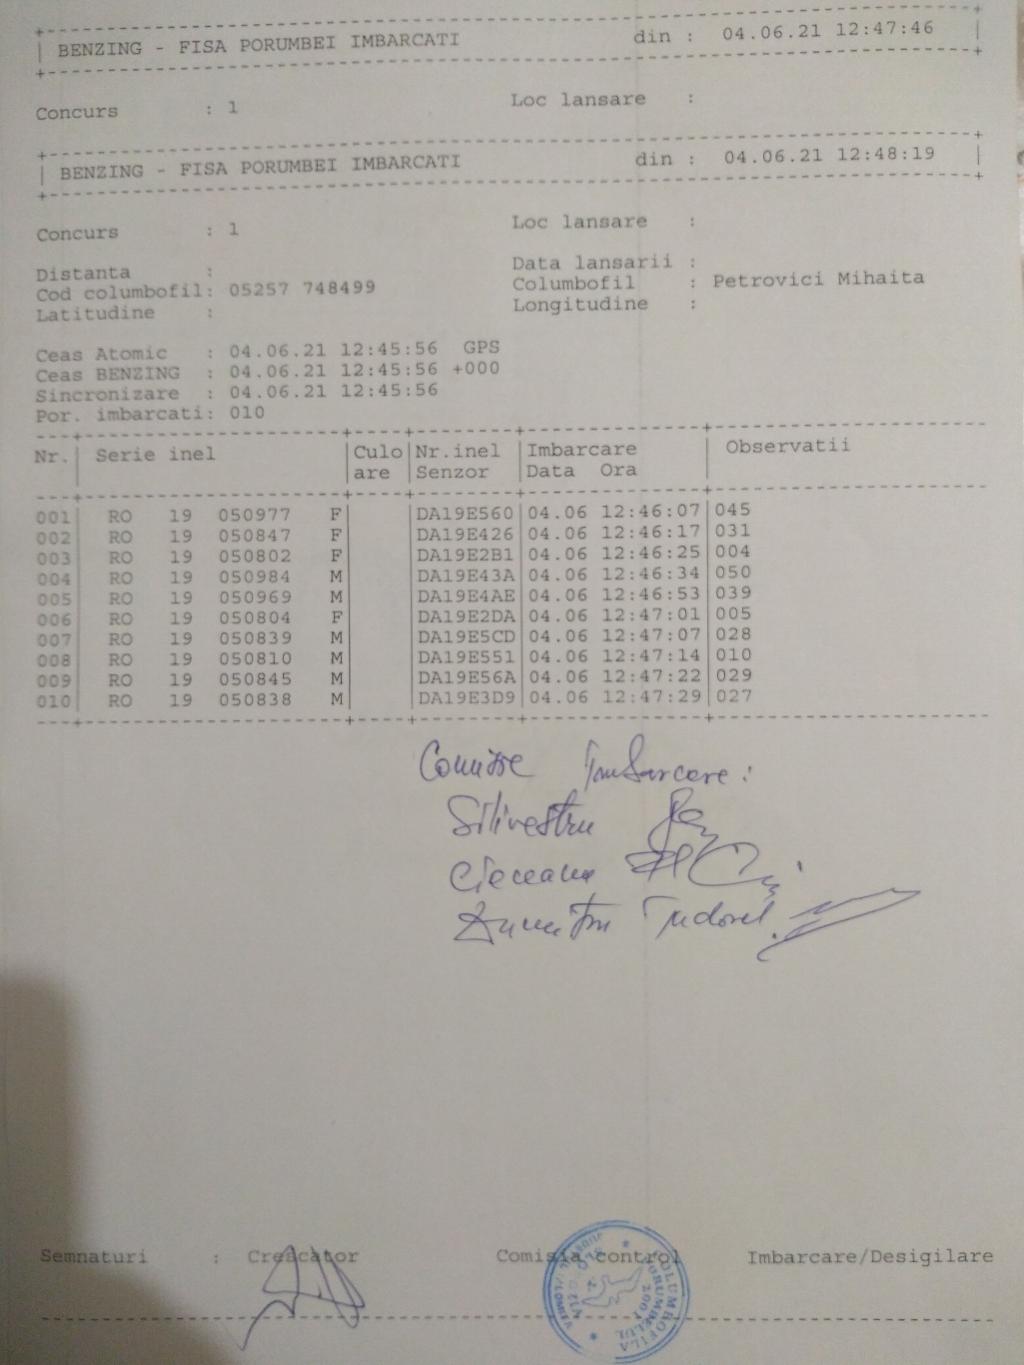 BENZING - FISA PORUMBEI IMBARCATI din : 04.06.21 12:47:46
Concurs : 1 Loc lansare :
BENZING - FISA PORUMBEI IMBARCATI din : 04.06.21 12:48:19
Concurs : 1 Loc lansare :
Distanta : Data lansarii :
Cod columbofil: 05257 748499 Columbofil : Petrovici Mihaita
Latitudine : Longitudine :
Ceas Atomic : 04.06.21 12:45:56 GPS
Ceas BENZING : 04.06.21 12:45:56 +000
Sincronizare : 04.06.21 12:45:56
Por. imbarcati: 010
Nr. Serie inel Culo Nr.inel Imbarcare Observatii
are Senzor Data Ora
001 RO 19 050977 F DA19E560 04.06 12:46:07 045
002 RO 19 050847 F DA19E426 04.06 12:46:17 031
003 RO 19 050802 F DA19E2B1 04.06 12:46:25 004
004 RO 19 050984 M DA19E43A 04.06 12:46:34 050
005 RO 19 050969 M DA19E4AE 04.06 12:46:53 039
006 RO 19 050804 F DA19E2DA 04.06 12:47:01 005
007 RO 19 050839 M DA19E5CD 04.06 12:47:07 028
008 RO 19 050810 M DA19E551 04.06 12:47:14 010
009 RO 19 050845 M DA19E56A 04.06 12:47:22 029
010 RO 19 050838 M DA19E3D9 04.06 12:47:29 027
Comisie Imbarcare:
Silivestru
Dumitru Tudorel
Semnaturi : Crescator Comisia control Imbarcare/Desigilare
COLUMBOFILA
PORUMBELUL
2001